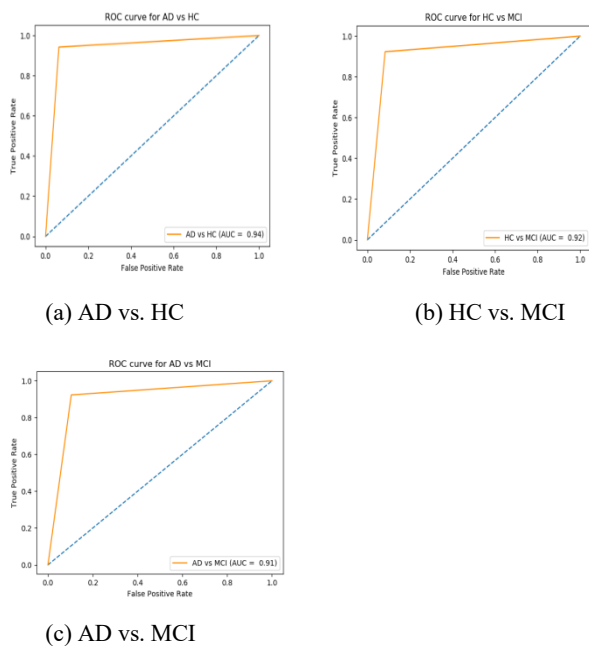 ROC curve for AD vs HC
1.0
0.8
0.6
0.4
0.2
0.0
True Positive Rate
AD vs HC (AUC = 0.94)
0.0 0.2 0.4 0.6 0.8 1.0
False Positive Rate
(a) AD vs. HC
ROC curve for HC vs MCI
1.0
0.8
0.6
0.4
0.2
0.0
True Positive Rate
HC vs MCI (AUC = 0.92)
0.0 0.2 0.4 0.6 0.8 1.0
False Positive Rate
(b) HC vs. MCI
ROC curve for AD vs MCI
1.0
0.8
0.6
0.4
0.2
0.0
True Positive Rate
AD vs MCI (AUC = 0.91)
0.0 0.2 0.4 0.6 0.8 1.0
False Positive Rate
(c) AD vs. MCI